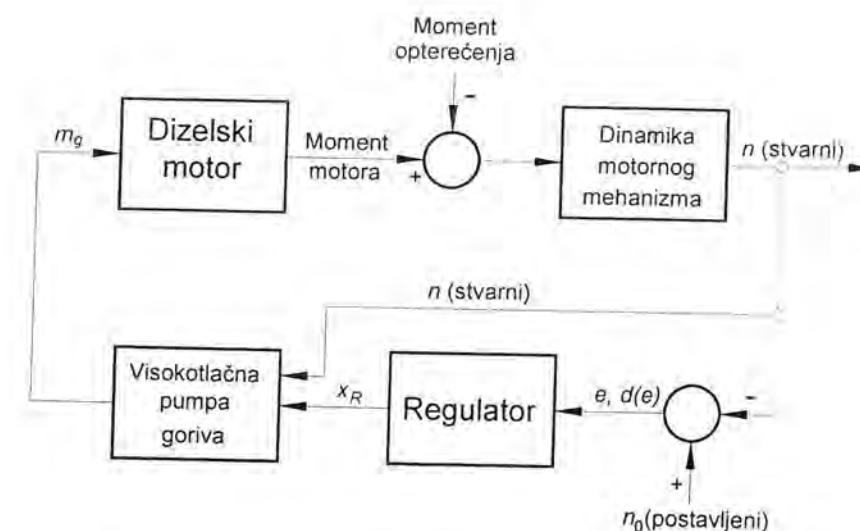 Moment
opterećenja
-
m_g
Dizelski
motor
Moment
motora
+
Dinamika
motornog
mehanizma
n (stvarni)
n (stvarni)
Visokotlačna
pumpa
goriva
x_R
Regulator
e, d(e)
-
+
n_0(postavljeni)